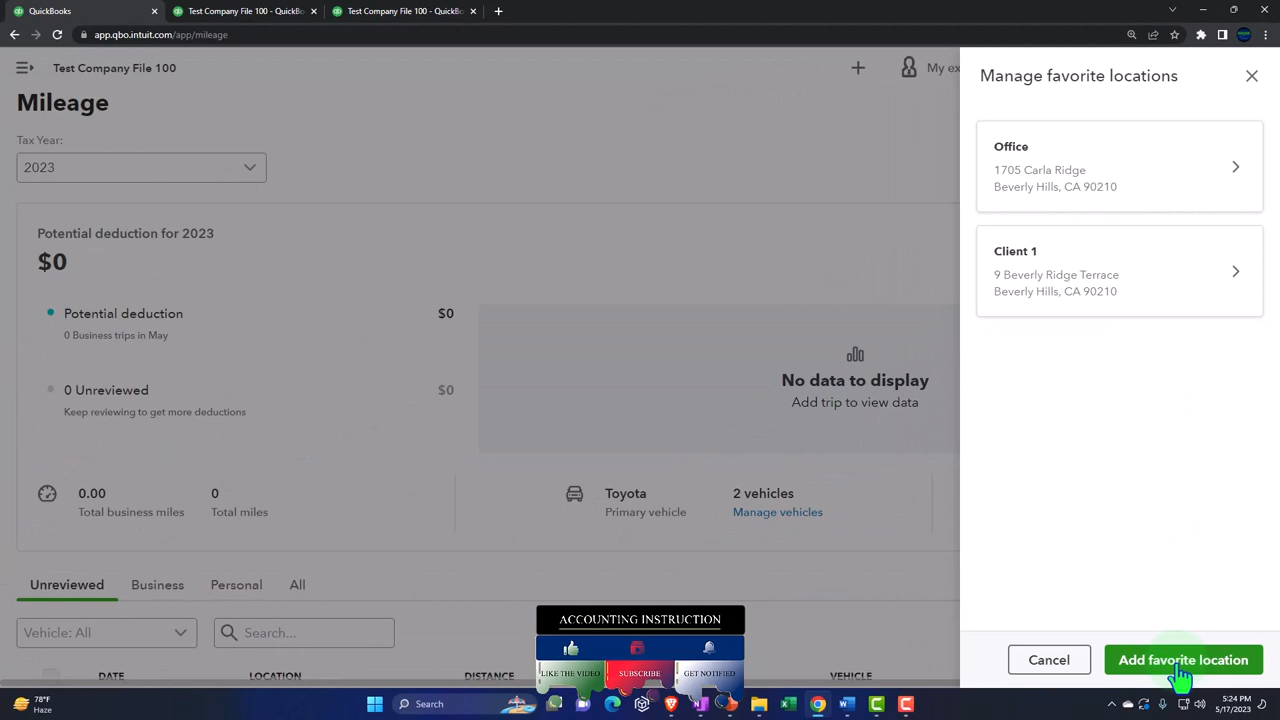 QuickBooks
Test Company File 100 - QuickBo
Test Company File 100 - QuickBo
app.qbo.intuit.com/app/mileage
Test Company File 100
My ex
Mileage
Tax Year:
2023
Potential deduction for 2023
$0
Potential deduction
$0
0 Business trips in May
0 Unreviewed
$0
Keep reviewing to get more deductions
No data to display
Add trip to view data
0.00
Total business miles
0
Total miles
Toyota
Primary vehicle
2 vehicles
Manage vehicles
Unreviewed
Business
Personal
All
Vehicle: All
Search...
DATE
LOCATION
DISTANCE
VEHICLE
Manage favorite locations
Office
1705 Carla Ridge
Beverly Hills, CA 90210
Client 1
9 Beverly Ridge Terrace
Beverly Hills, CA 90210
Cancel
Add favorite location
ACCOUNTING INSTRUCTION
LIKE THE VIDEO
SUBSCRIBE
GET NOTIFIED
78°F
Haze
Search
5:24 PM
5/17/2023